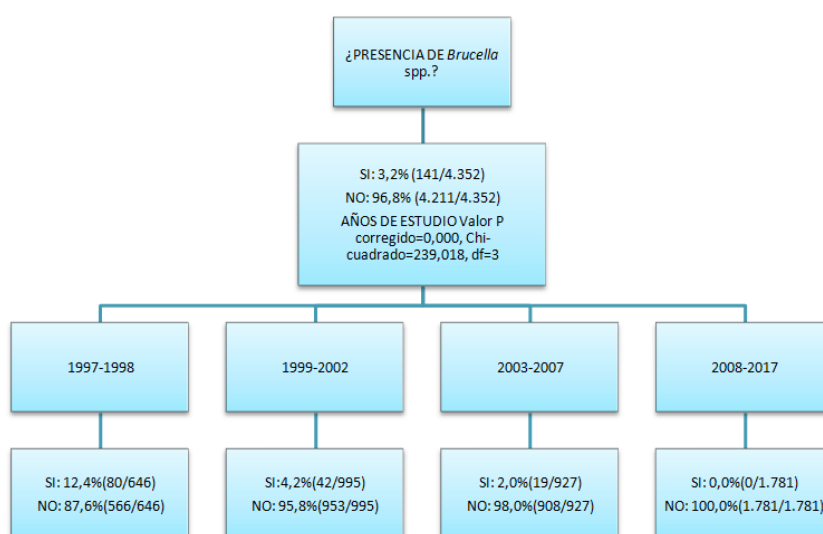 ¿PRESENCIA DE Brucella
spp.?
SI: 3,2% (141/4.352)
NO: 96,8% (4.211/4.352)
AÑOS DE ESTUDIO Valor P
corregido=0,000, Chi-
cuadrado=239,018, df=3
1997-1998
1999-2002
2003-2007
2008-2017
SI: 12,4%(80/646)
NO: 87,6%(566/646)
SI:4,2%(42/995)
NO: 95,8%(953/995)
SI: 2,0%(19/927)
NO: 98,0%(908/927)
SI: 0,0%(0/1.781)
NO: 100,0%(1.781/1.781)